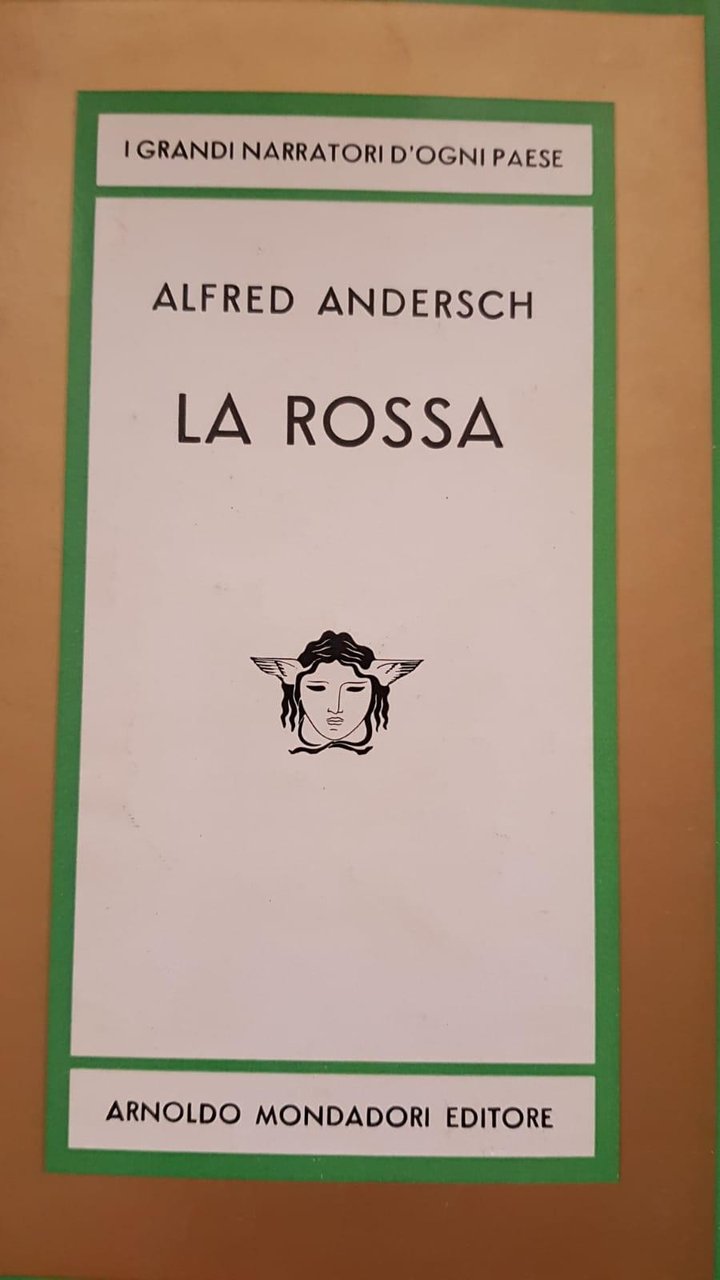 I GRANDI NARRATORI D'OGNI PAESE
ALFRED ANDERSCH
LA ROSSA
ARNOLDO MONDADORI EDITORE